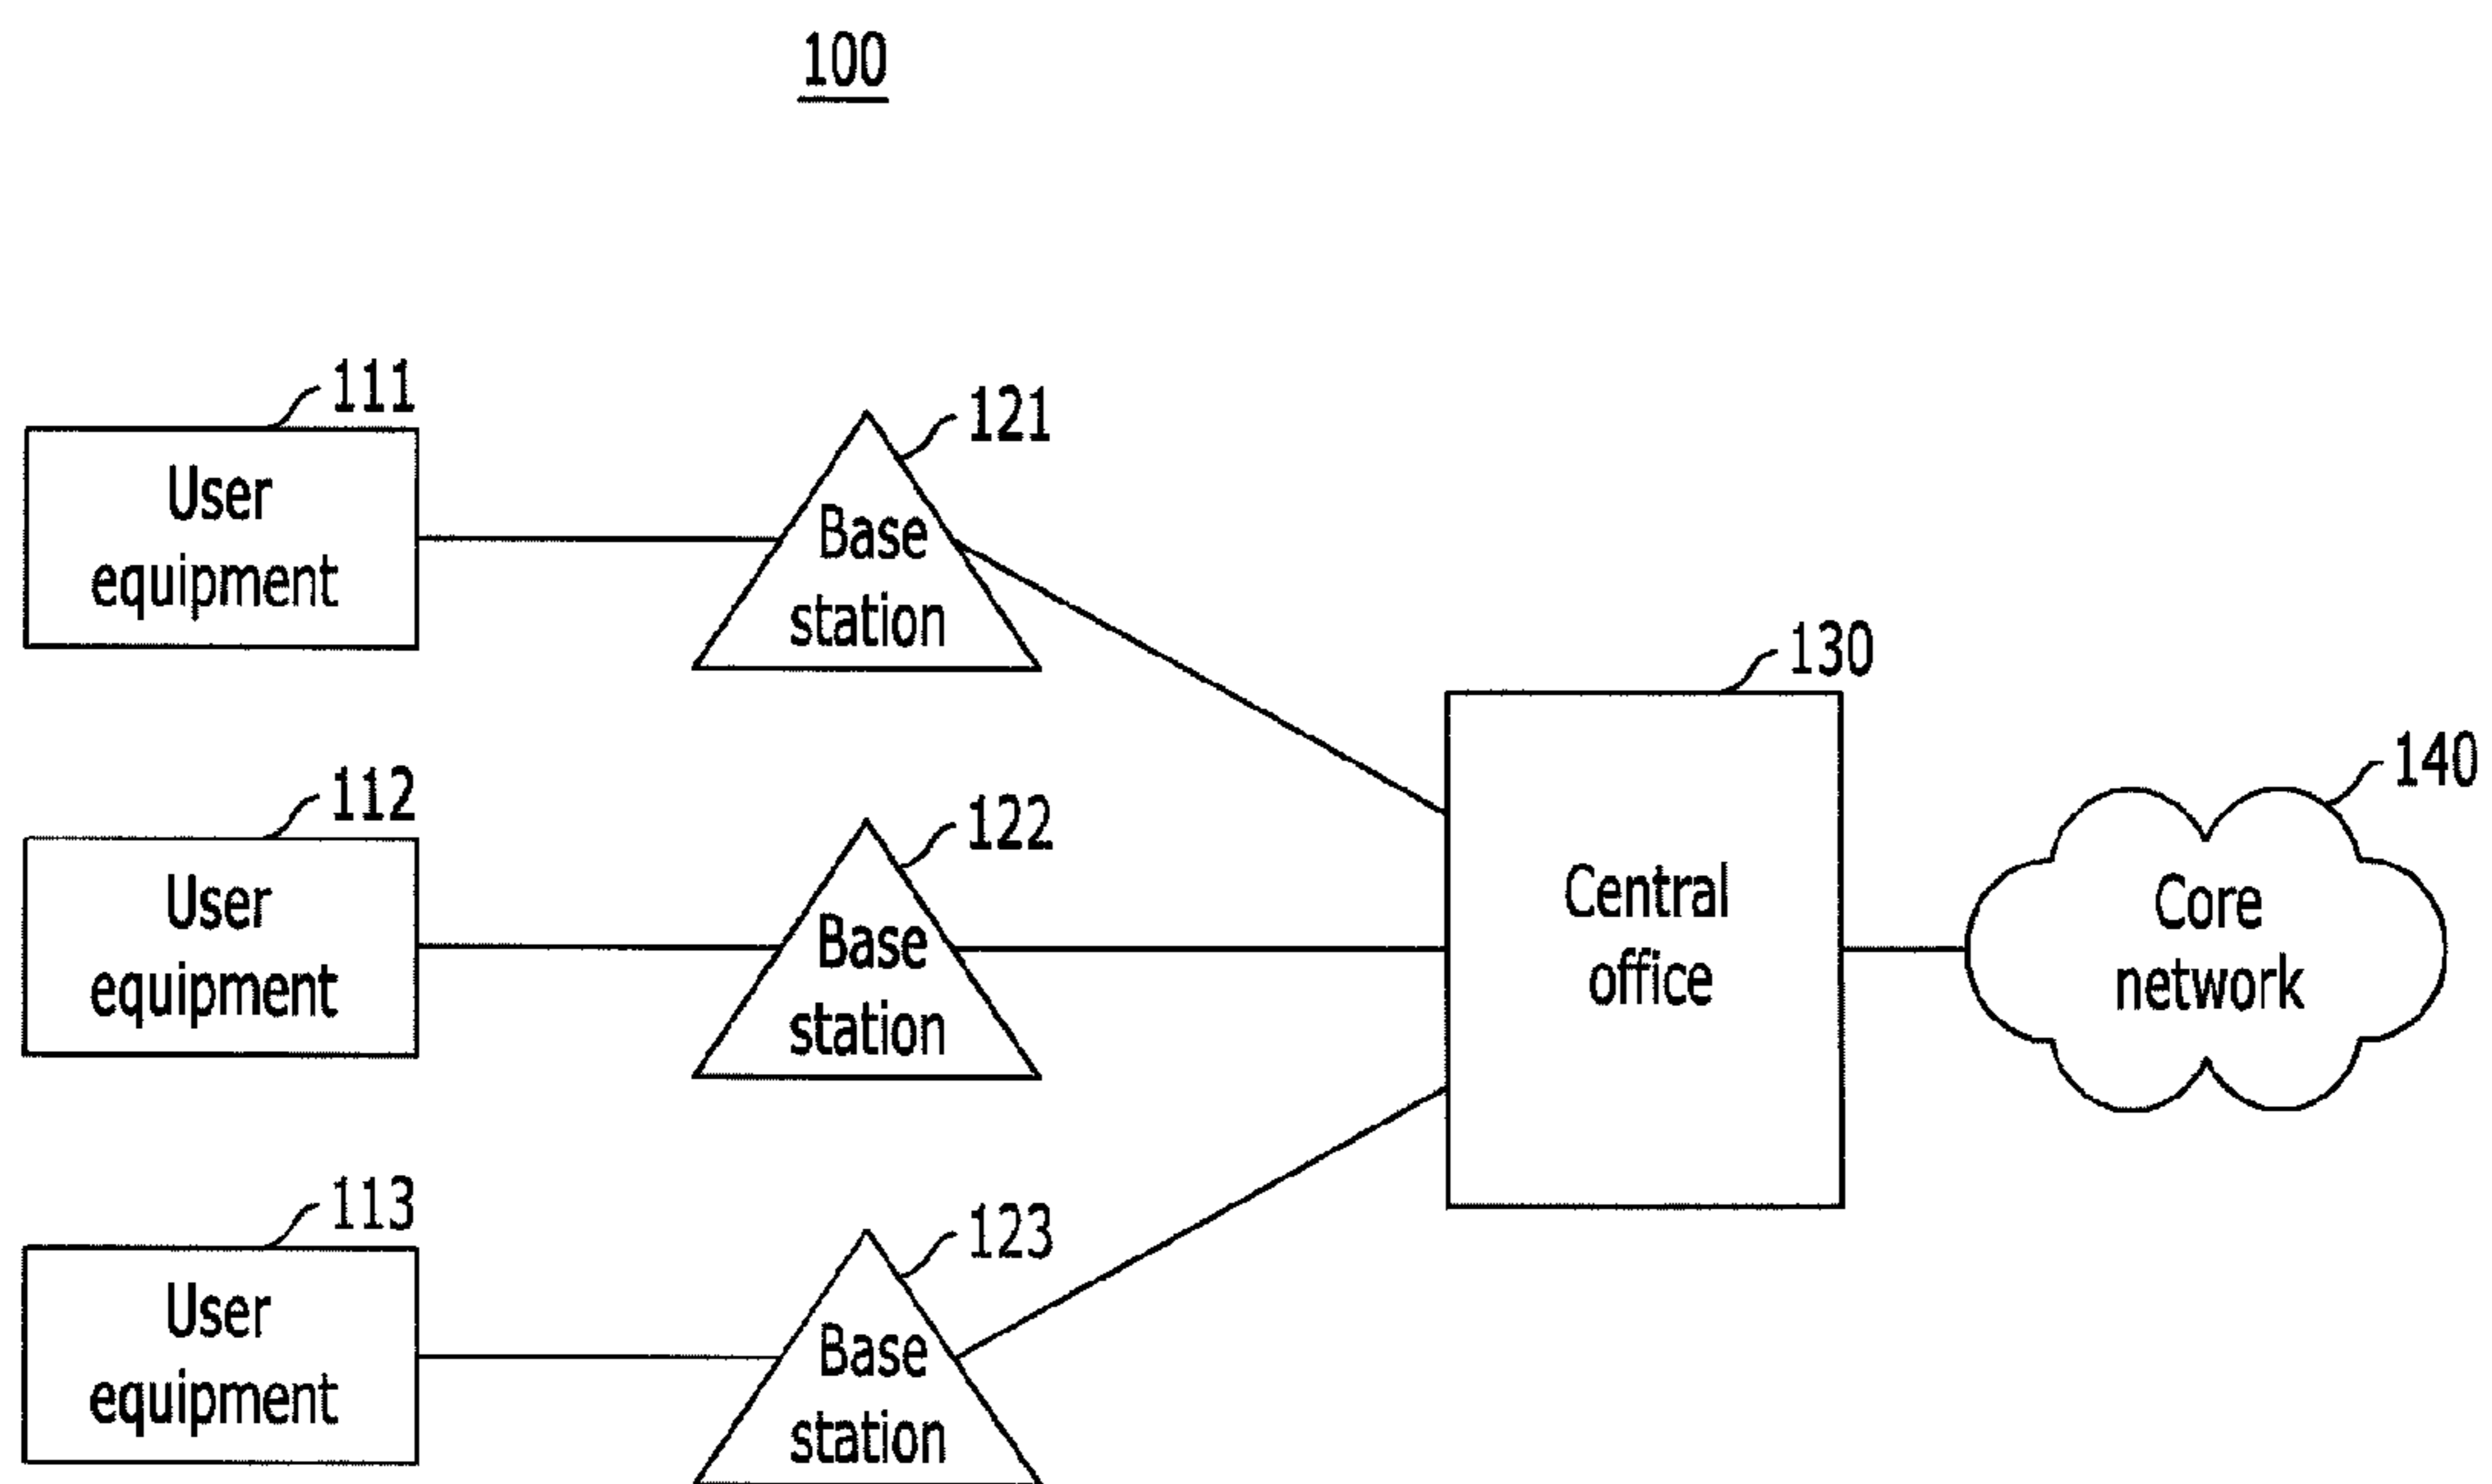 100
111
User
equipment
121
Base
station
130
Central
office
140
Core
network
112
User
equipment
122
Base
station
113
User
equipment
123
Base
station